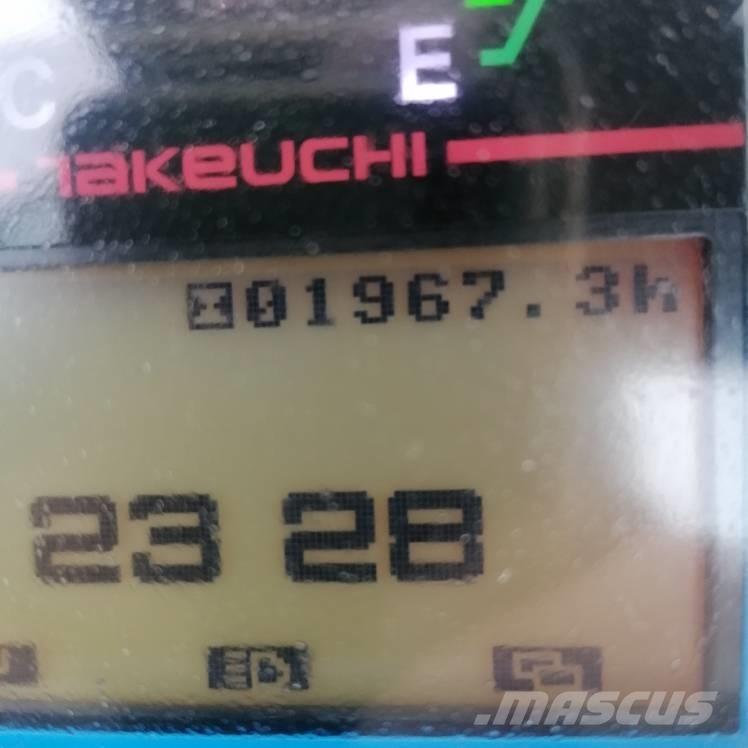 C E
TAKEUCHI
01967.3h
23 28
MASCUS